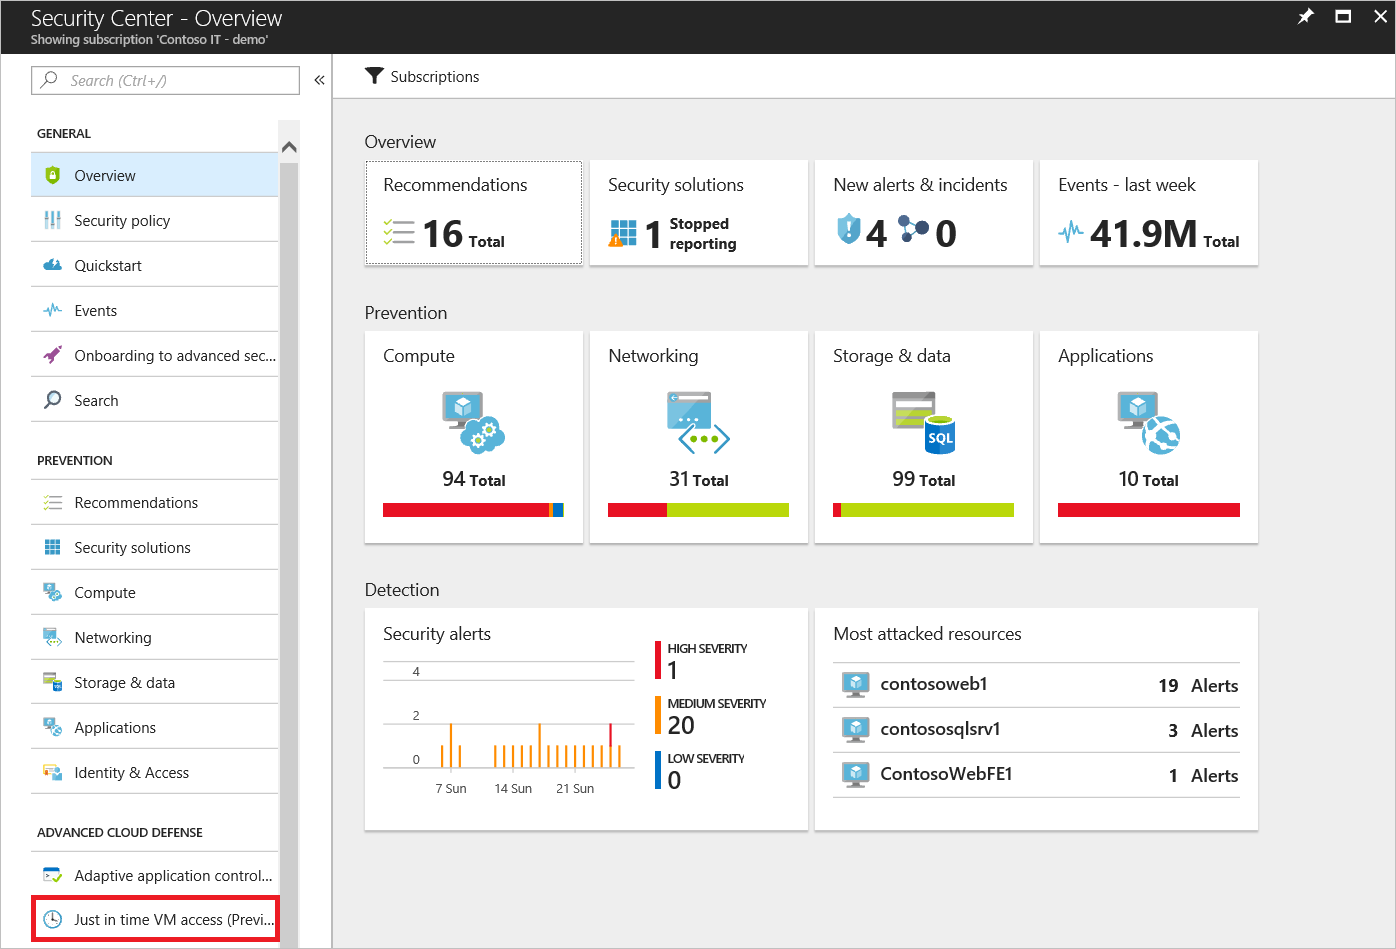 Security Center - Overview
Showing subscription 'Contoso IT - demo'
Search (Ctrl+/)
«
GENERAL
Overview
Security policy
Quickstart
Events
Onboarding to advanced sec...
Search
PREVENTION
Recommendations
Security solutions
Compute
Networking
Storage & data
Applications
Identity & Access
ADVANCED CLOUD DEFENSE
Adaptive application control...
Just in time VM access (Previ...
Subscriptions
Overview
Recommendations
16 Total
Security solutions
1 Stopped
reporting
New alerts & incidents
4 0
Events - last week
41.9M Total
Prevention
Compute
94 Total
Networking
31 Total
Storage & data
SQL
99 Total
Applications
10 Total
Detection
Security alerts
4
2
0
7 Sun 14 Sun 21 Sun
HIGH SEVERITY
1
MEDIUM SEVERITY
20
LOW SEVERITY
0
Most attacked resources
contosoweb1 19 Alerts
contososqlsrv1 3 Alerts
ContosoWebFE1 1 Alerts